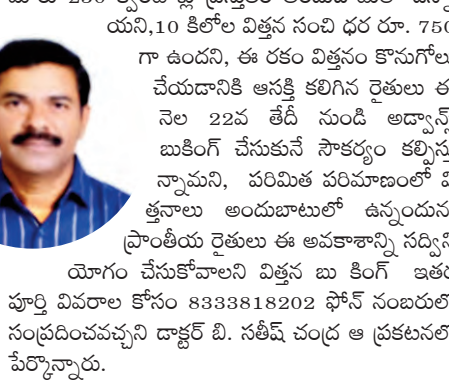 యని,10 కిలోల విత్తన సంచి ధర రూ. 750
గా ఉందని, ఈ రకం విత్తనం కొనుగోలు
చేయడానికి ఆసక్తి కలిగిన రైతులు ఈ
నెల 22వ తేదీ నుండి అడ్వాన్స్
బుకింగ్ చేసుకునే సౌకర్యం కల్పిస్తు
న్నామని, పరిమిత పరిమాణంలో వి
త్తనాలు అందుబాటులో ఉన్నందున
ప్రాంతీయ రైతులు ఈ అవకాశాన్ని సద్విని
యోగం చేసుకోవాలని విత్తన బు కింగ్ ఇతర
పూర్తి వివరాల కోసం 8333818202 ఫోన్ నంబరులో
సంప్రదించవచ్చని డాక్టర్ బి. సతీష్ చంద్ర ఆ ప్రకటనలో
పేర్కొన్నారు.